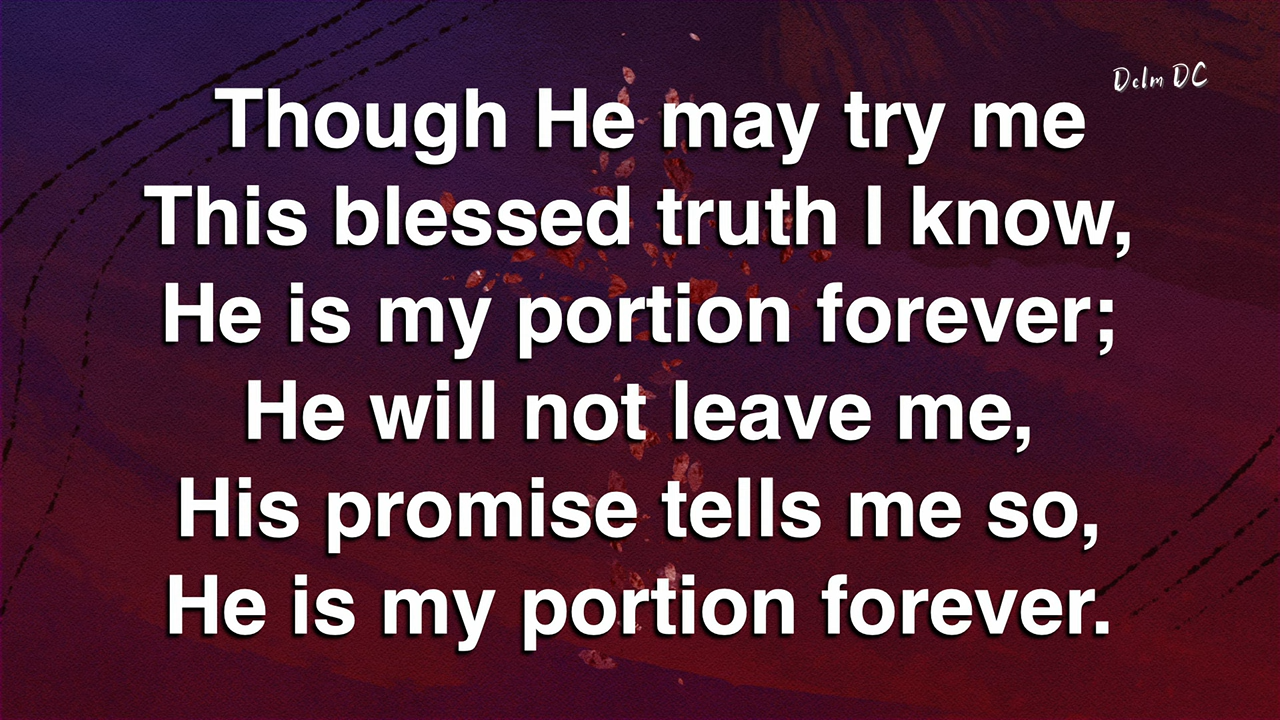 Dclm DC
Though He may try me
This blessed truth I know,
He is my portion forever;
He will not leave me,
His promise tells me so,
He is my portion forever.